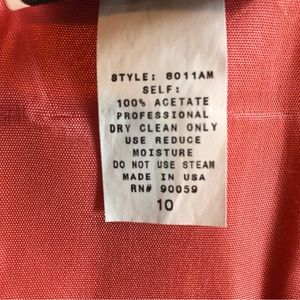 STYLE: 8011AM
SELF:
100% ACETATE
PROFESSIONAL
DRY CLEAN ONLY
USE REDUCE
MOISTURE
DO NOT USE STEAM
MADE IN USA
RN# 90059
10